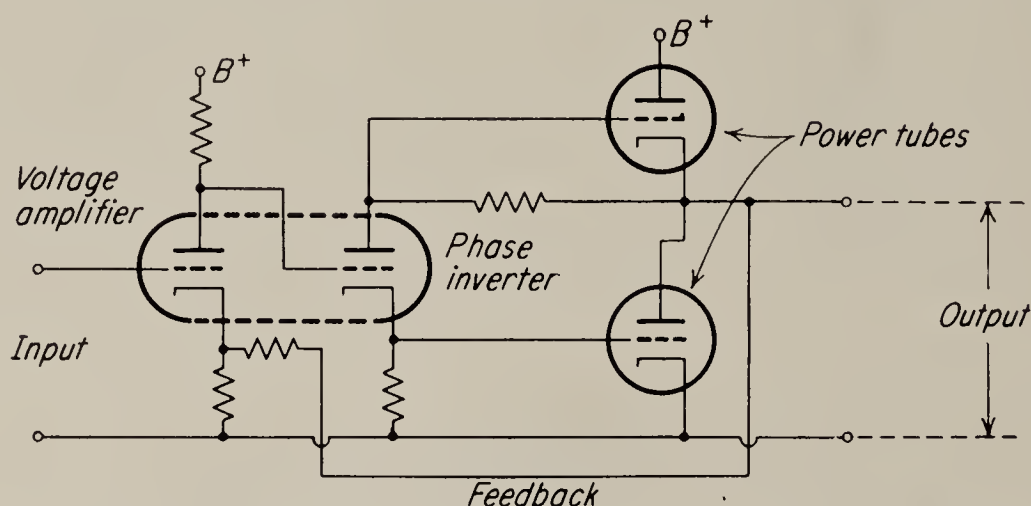 B+
B+
Power tubes
Voltage
amplifier
Phase
inverter
Input
Output
Feedback